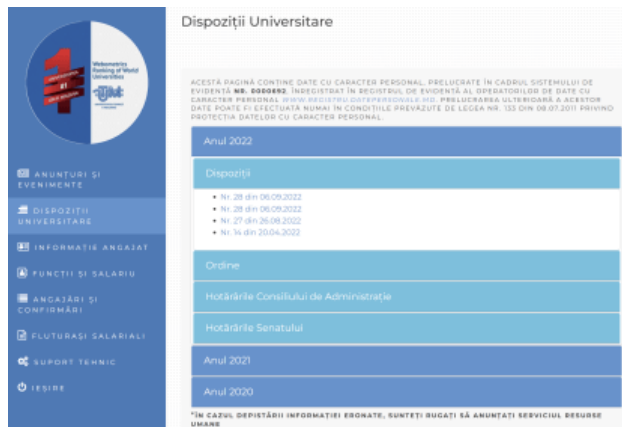 Dispoziții Universitare
Webometrics
Ranking of World
Universities
#1
ACESTĂ PAGINĂ CONTINE DATE CU CARACTER PERSONAL, PRELUCRATE ÎN CADRUL SISTEMULUI DE
EVIDENȚĂ NR. 0000692, ÎNREGISTRAT ÎN REGISTRUL DE EVIDENȚĂ AL OPERATORILOR DE DATE CU
CARACTER PERSONAL WWW.REGISTRU.DATEPERSONALE.MD. PRELUCRAREA ULTERIOARĂ A ACESTOR
DATE POATE FI EFECTUATĂ NUMAI ÎN CONDIȚIILE PREVĂZUTE DE LEGEA NR. 133 DIN 08.07.2011 PRIVIND
PROTECȚIA DATELOR CU CARACTER PERSONAL.
ANUNȚURI ȘI
EVENIMENTE
DISPOZIȚII
UNIVERSITARE
INFORMAȚIE ANGAJAT
FUNCȚII ȘI SALARIU
ANGAJĂRI ȘI
CONFIRMĂRI
FLUTURAȘI SALARIALI
SUPORT TEHNIC
IEȘIRE
Anul 2022
Dispoziții
Nr. 28 din 06.09.2022
Nr. 28 din 06.09.2022
Nr. 27 din 26.08.2022
Nr. 14 din 20.04.2022
Ordine
Hotărârile Consiliului de Administrație
Hotărârile Senatului
Anul 2021
Anul 2020
*ÎN CAZUL DEPISTĂRII INFORMAȚIEI ERONATE, SUNTEȚI RUGAȚI SĂ ANUNȚAȚI SERVICIUL RESURSE
UMANE